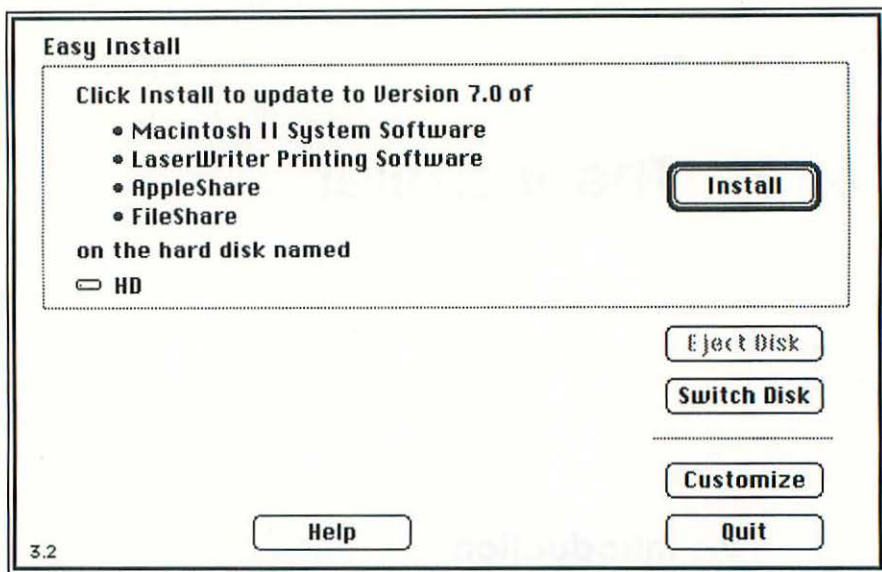 Easy Install
Click Install to update to Version 7.0 of
• Macintosh II System Software
• LaserWriter Printing Software
• AppleShare
• FileShare
on the hard disk named
HD
Install
Eject Disk
Switch Disk
Customize
Help
Quit
3.2